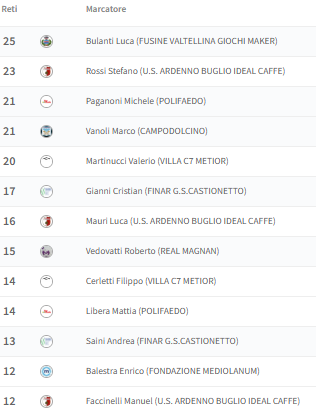 Reti Marcatore
25 Bulanti Luca (FUSINE VALTELLINA GIOCHI MAKER)
23 Rossi Stefano (U.S. ARDENNO BUGLIO IDEAL CAFFE)
21 Paganoni Michele (POLIFAEDO)
21 Vanoli Marco (CAMPODOLCINO)
20 Martinucci Valerio (VILLA C7 METIOR)
17 Gianni Cristian (FINAR G.S.CASTIONETTO)
16 Mauri Luca (U.S. ARDENNO BUGLIO IDEAL CAFFE)
15 Vedovatti Roberto (REAL MAGNAN)
14 Cerletti Filippo (VILLA C7 METIOR)
14 Libera Mattia (POLIFAEDO)
13 Saini Andrea (FINAR G.S.CASTIONETTO)
12 Balestra Enrico (FONDAZIONE MEDIOLANUM)
12 Faccinelli Manuel (U.S. ARDENNO BUGLIO IDEAL CAFFE)